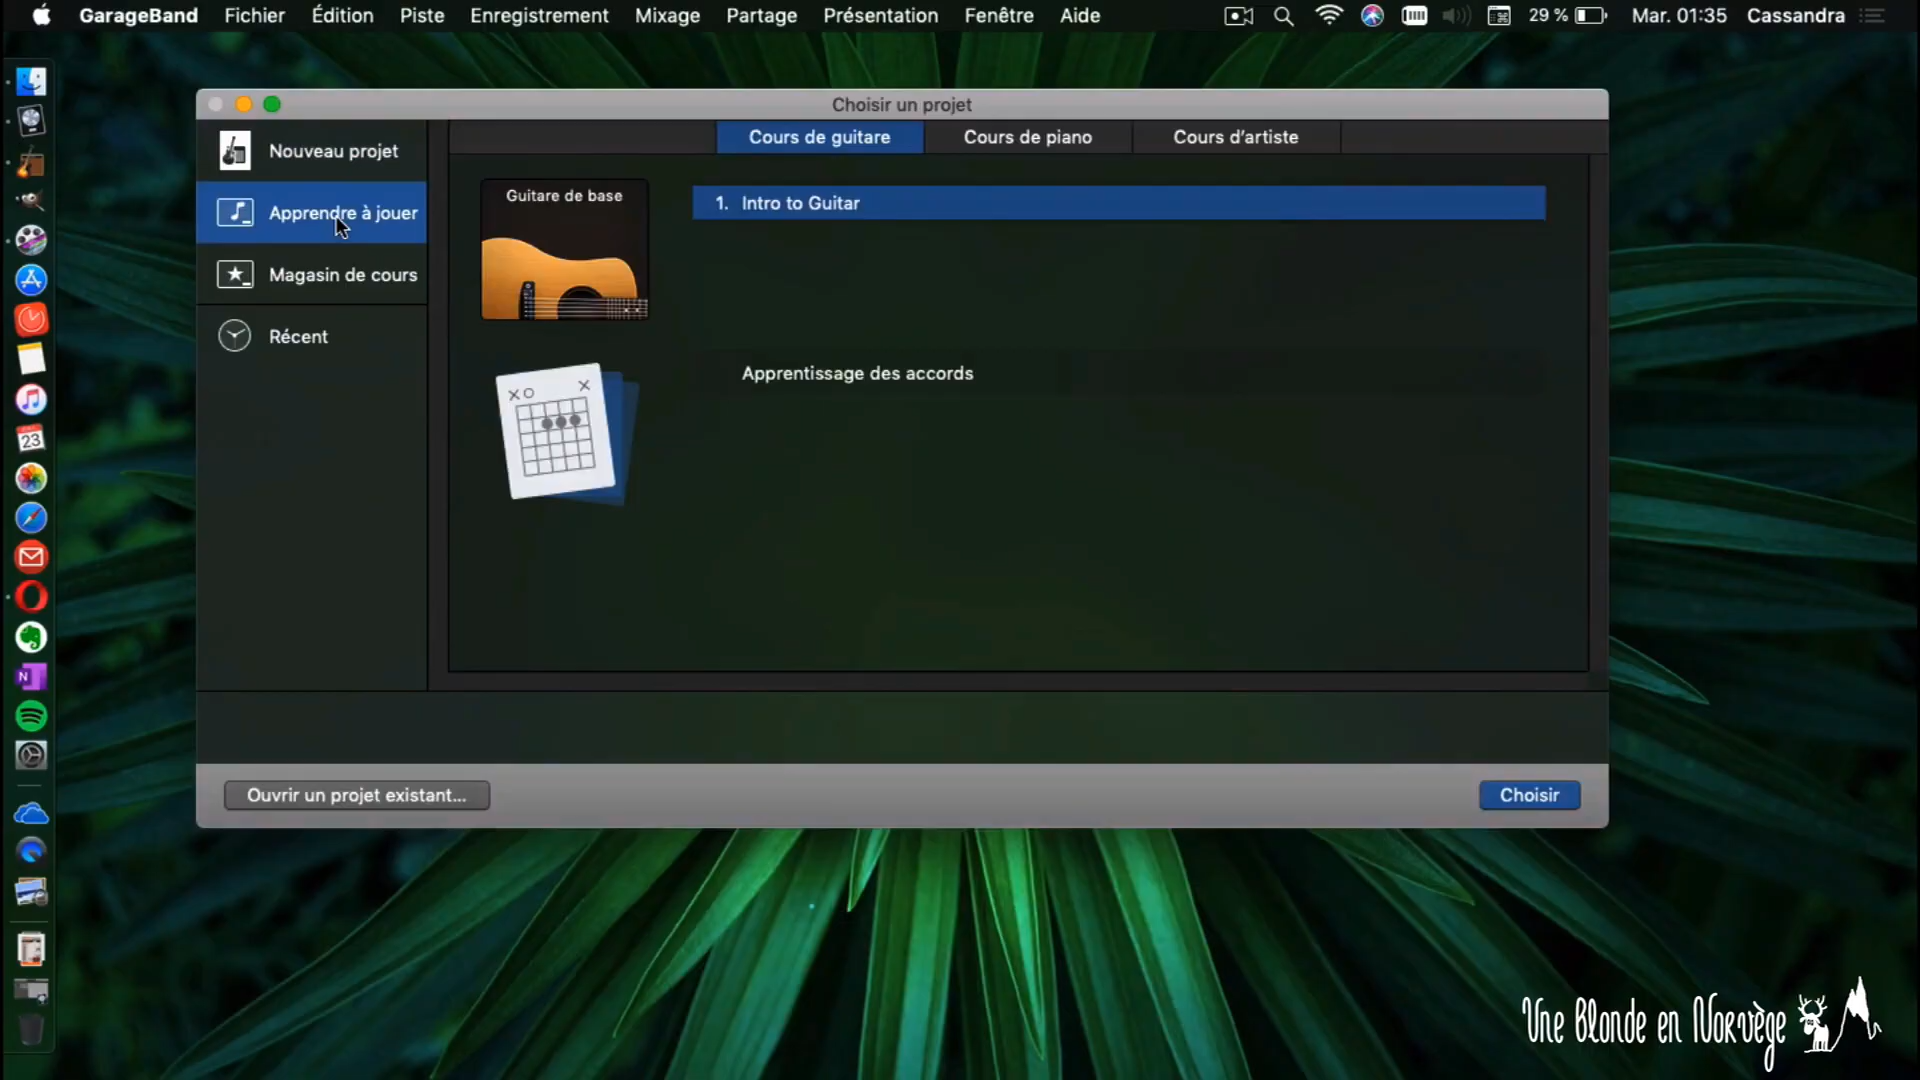 GarageBand Fichier Édition Piste Enregistrement Mixage Partage Présentation Fenêtre Aide 29 % Mar. 01:35 Cassandra
Choisir un projet
Nouveau projet
Apprendre à jouer
Magasin de cours
Récent
Cours de guitare Cours de piano Cours d'artiste
Guitare de base
1. Intro to Guitar
Apprentissage des accords
Ouvrir un projet existant...
Choisir
23
N
Une Blonde en Norvège